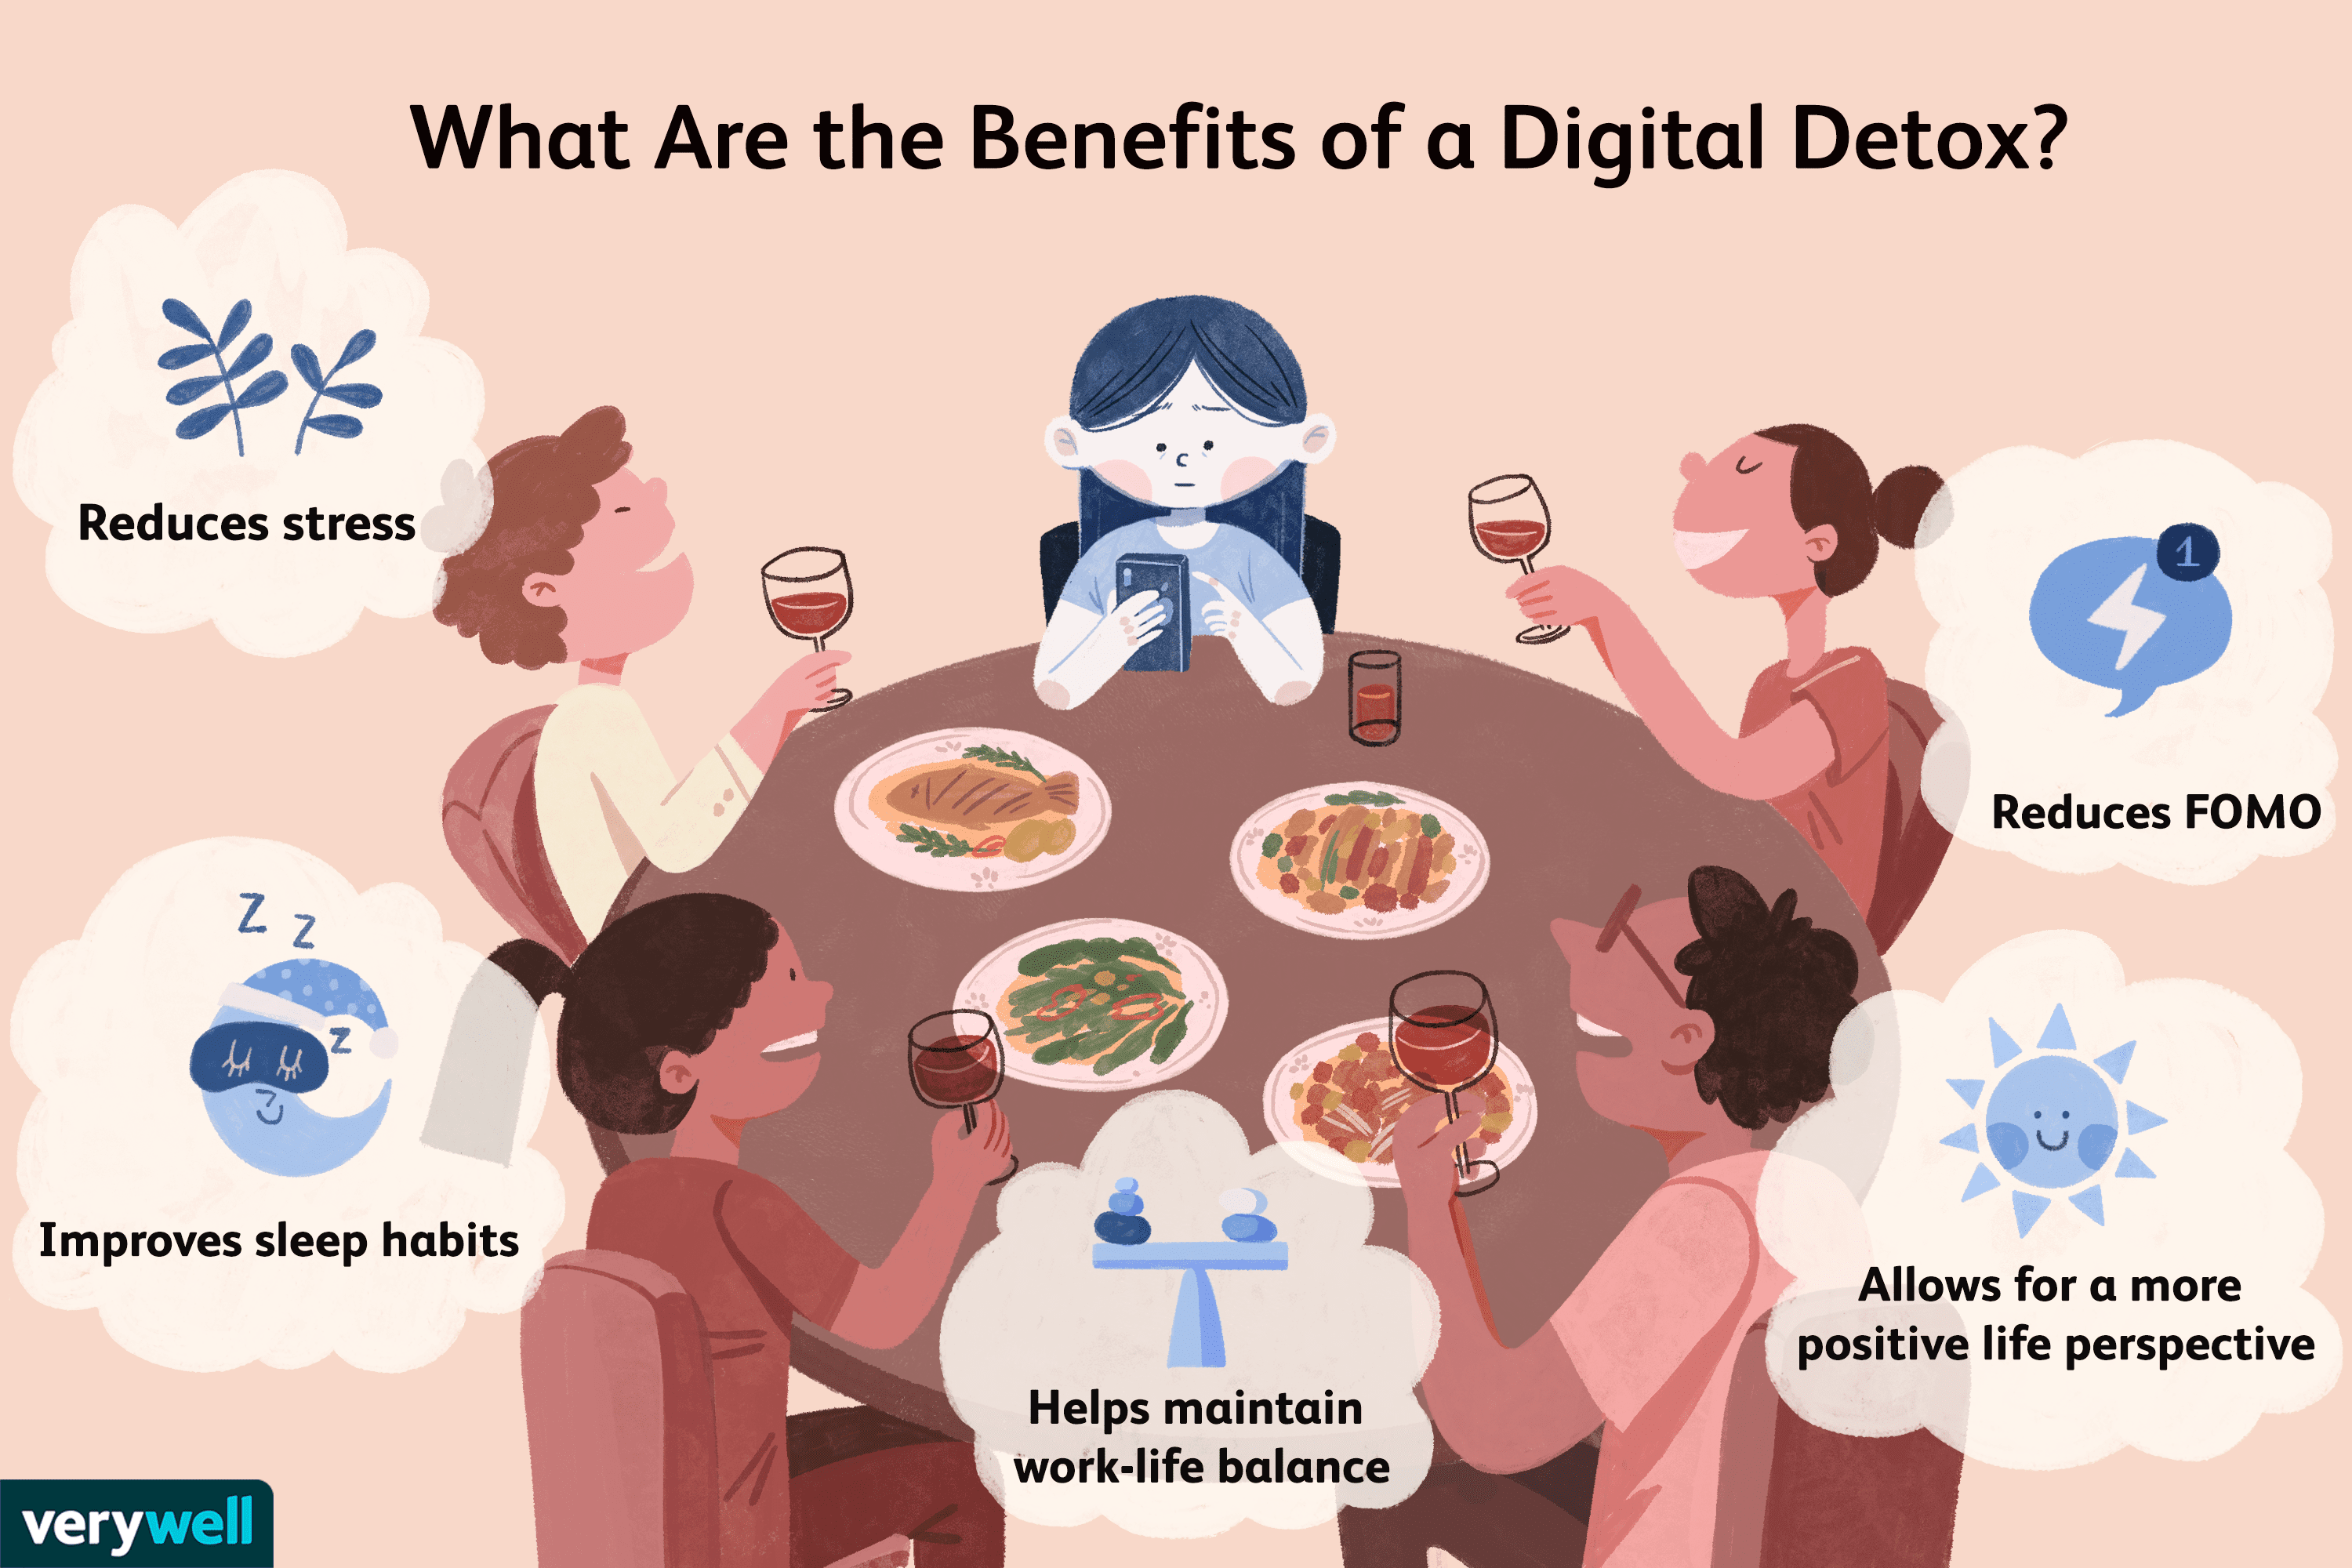 What Are the Benefits of a Digital Detox?
Reduces stress
1
Reduces FOMO
Z Z
Z
Improves sleep habits
Helps maintain
work-life balance
Allows for a more
positive life perspective
verywell